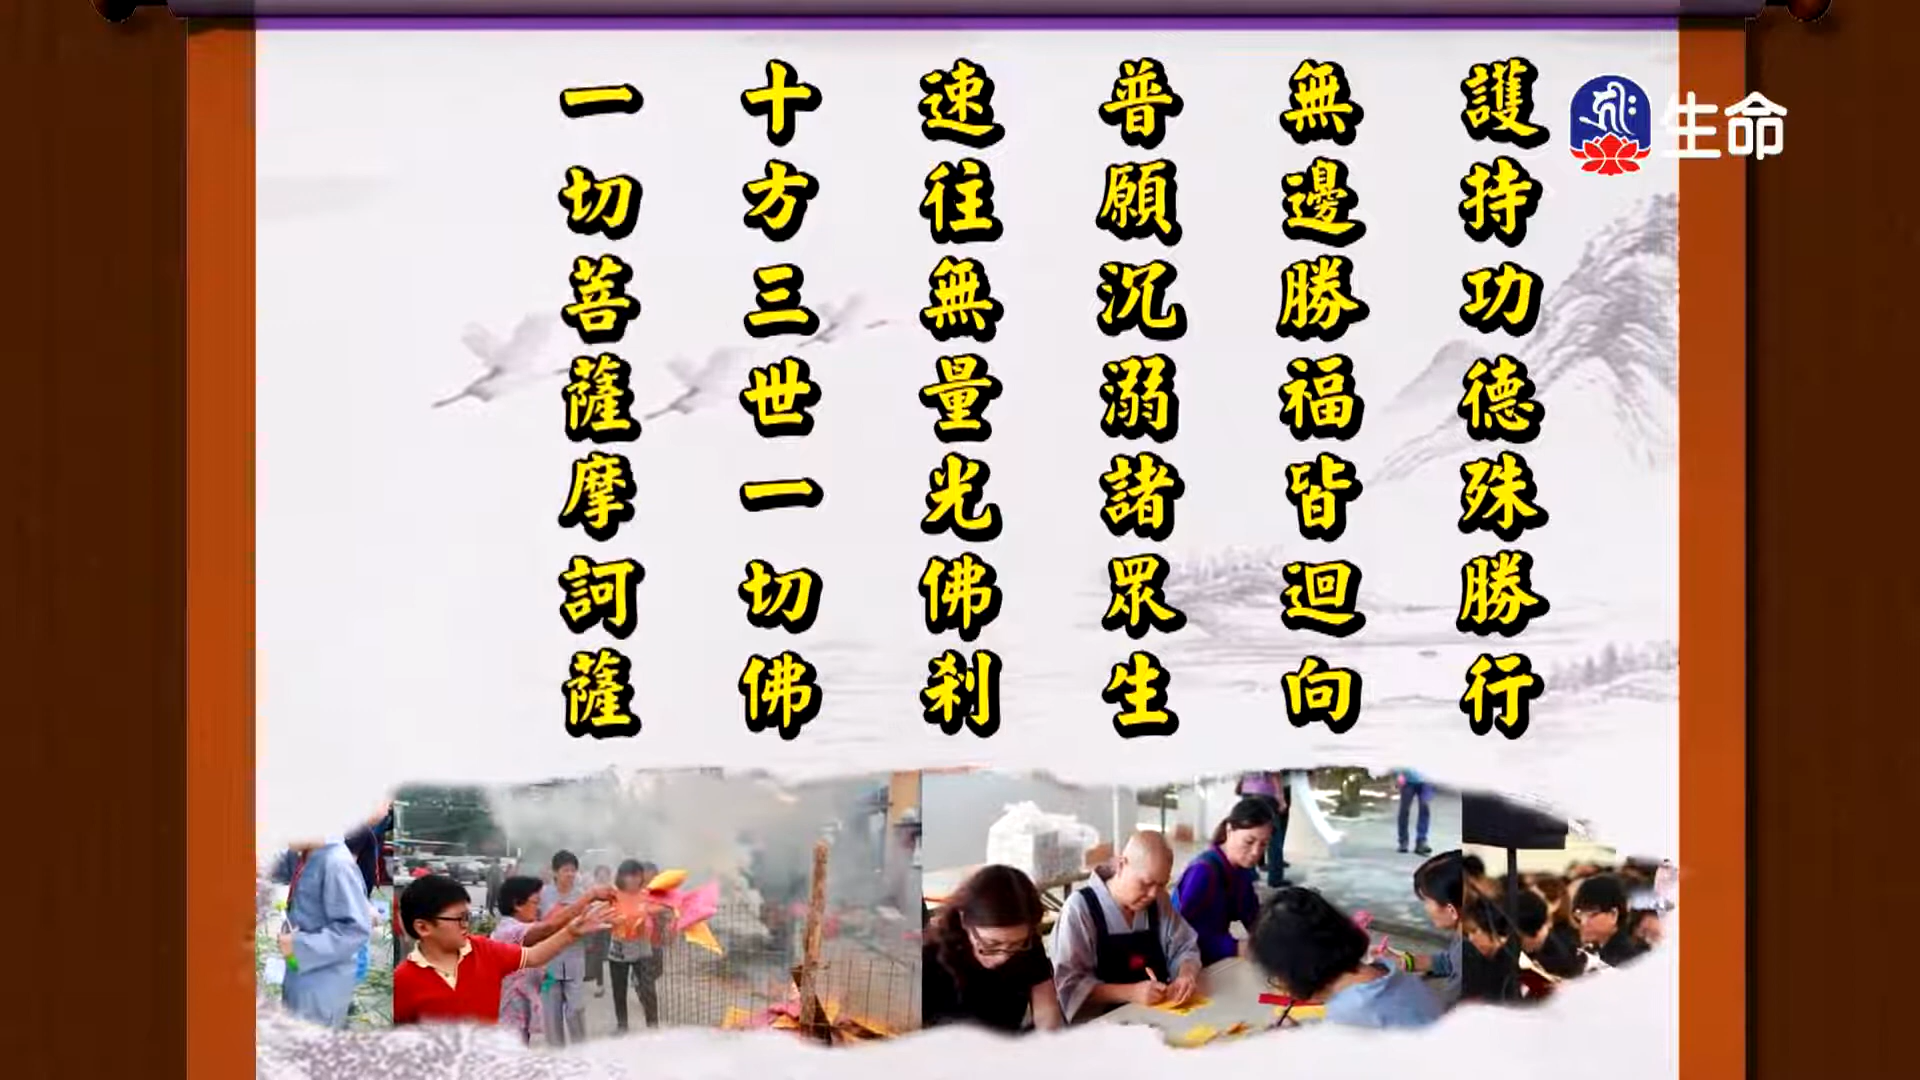 護持功德殊勝行
無邊勝福皆迴向
普願沉溺諸眾生
速往無量光佛剎
十方三世一切佛
一切菩薩摩訶薩
生命